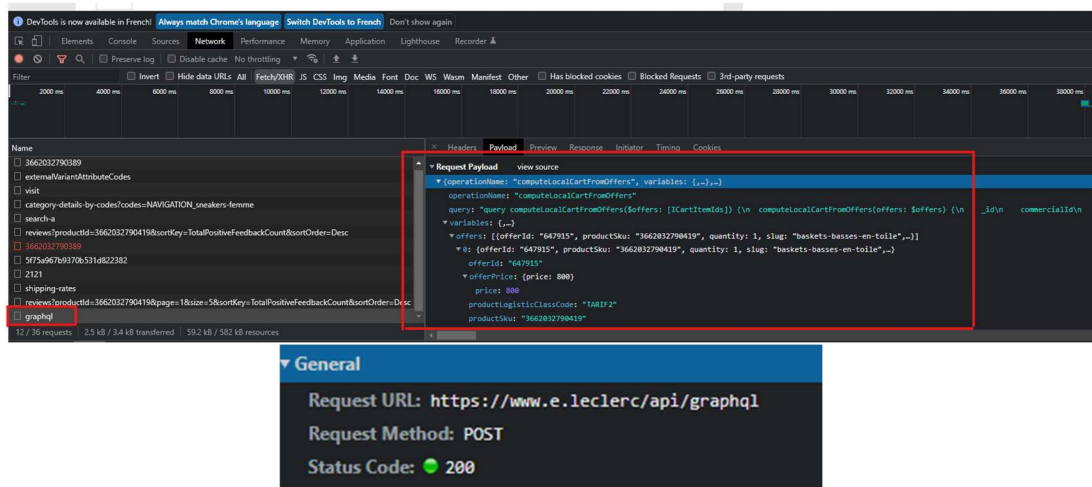 DevTools is now available in French! Always match Chrome's language Switch DevTools to French Don't show again
Elements Console Sources Network Performance Memory Application Lighthouse Recorder
Preserve log Disable cache No throttling
Filter Invert Hide data URLs All Fetch/XHR JS CSS Img Media Font Doc WS Wasm Manifest Other Has blocked cookies Blocked Requests 3rd-party requests
2000 ms 4000 ms 6000 ms 8000 ms 10000 ms 12000 ms 14000 ms 16000 ms 18000 ms 20000 ms 22000 ms 24000 ms 26000 ms 28000 ms 30000 ms 32000 ms 34000 ms 36000 ms 38000 ms
Name
3662032790389
externalVariantAttributeCodes
visit
category-details-by-codes?codes=NAVIGATION_sneakers-femme
search-a
reviews?productId=3662032790419&sortKey=TotalPositiveFeedbackCount&sortOrder=Desc
3662032790389
5f75a967b9370b531d822382
2121
shipping-rates
reviews?productId=3662032790419&page=1&size=5&sortKey=TotalPositiveFeedbackCount&sortOrder=Desc
graphql
12 / 36 requests 2.5 kB / 3.4 kB transferred 59.2 kB / 582 kB resources
× Headers Payload Preview Response Initiator Timing Cookies
▼ Request Payload view source
▼ {operationName: "computeLocalCartFromOffers", variables: {,…},…}
operationName: "computeLocalCartFromOffers"
query: "query computeLocalCartFromOffers($offers: [ICartItemIds]) {\n computeLocalCartFromOffers(offers: $offers) {\n _id\n commercialId\n
▼ variables: {,…}
▼ offers: [{offerId: "647915", productSku: "3662032790419", quantity: 1, slug: "baskets-basses-en-toile",…}]
▼ 0: {offerId: "647915", productSku: "3662032790419", quantity: 1, slug: "baskets-basses-en-toile",…}
offerId: "647915"
▼ offerPrice: {price: 800}
price: 800
productLogisticClassCode: "TARIF2"
productSku: "3662032790419"
▼ General
Request URL: https://www.e.leclerc/api/graphql
Request Method: POST
Status Code: 200